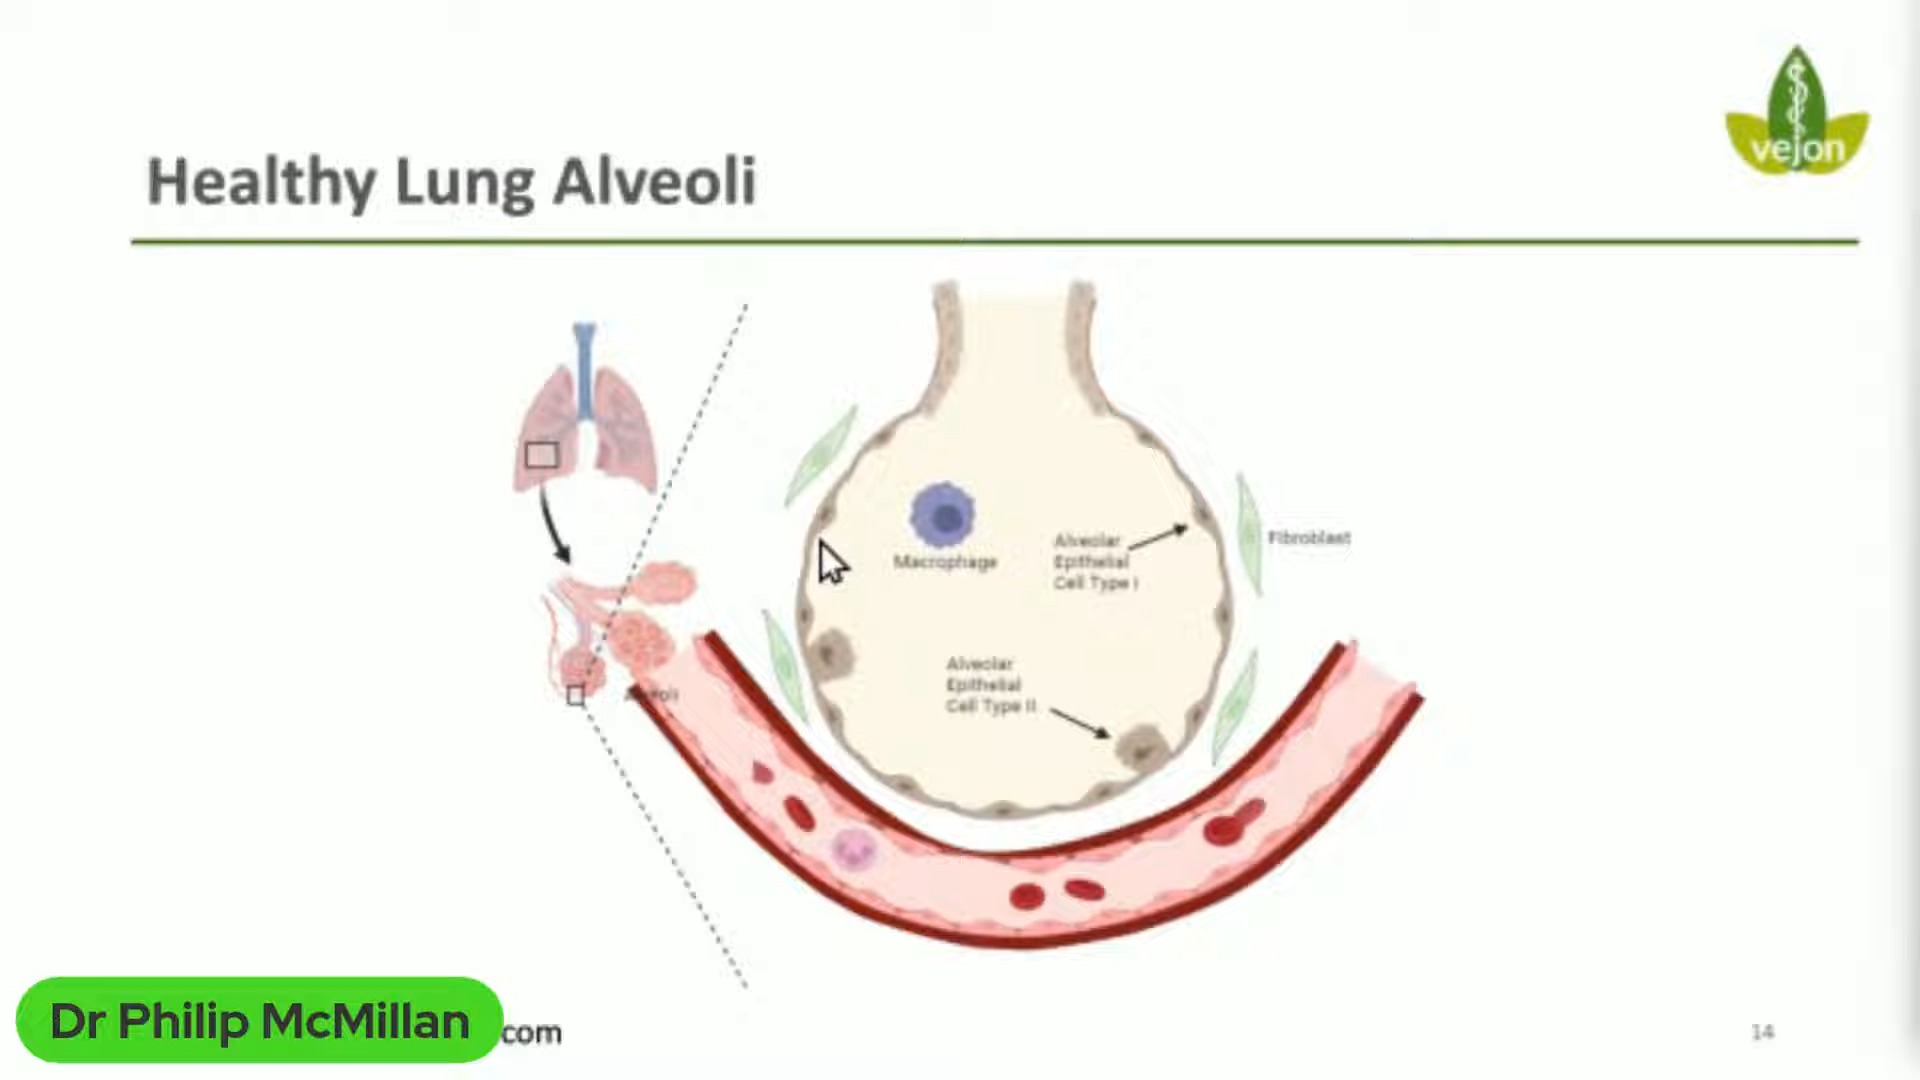 vejon
Healthy Lung Alveoli
Macrophage
Alveolar
Epithelial
Cell Type I
Fibroblast
Alveolar
Epithelial
Cell Type II
Alveoli
Dr Philip McMillan
com
14